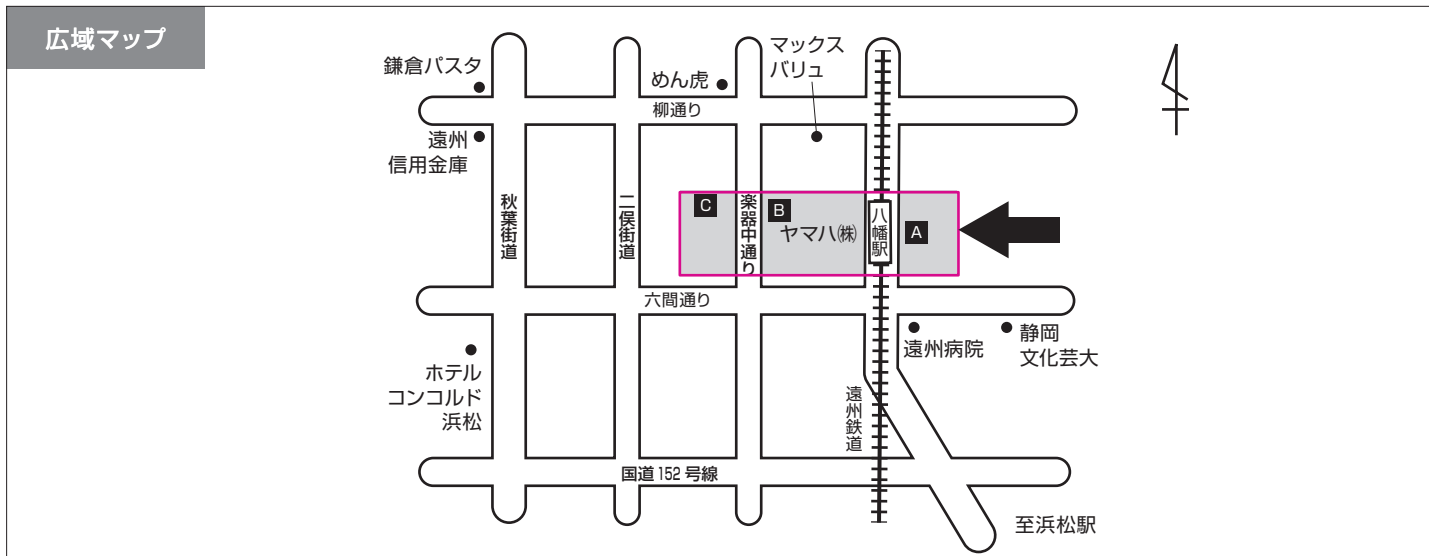 広域マップ
鎌倉パスタ
めん虎
マックス
バリュ
柳通り
遠州
信用金庫
秋葉街道
二俣街道
C
楽器中通り
B
ヤマハ㈱
八幡駅
A
六間通り
遠州病院
静岡
文化芸大
ホテル
コンコルド
浜松
遠州鉄道
国道152号線
至浜松駅